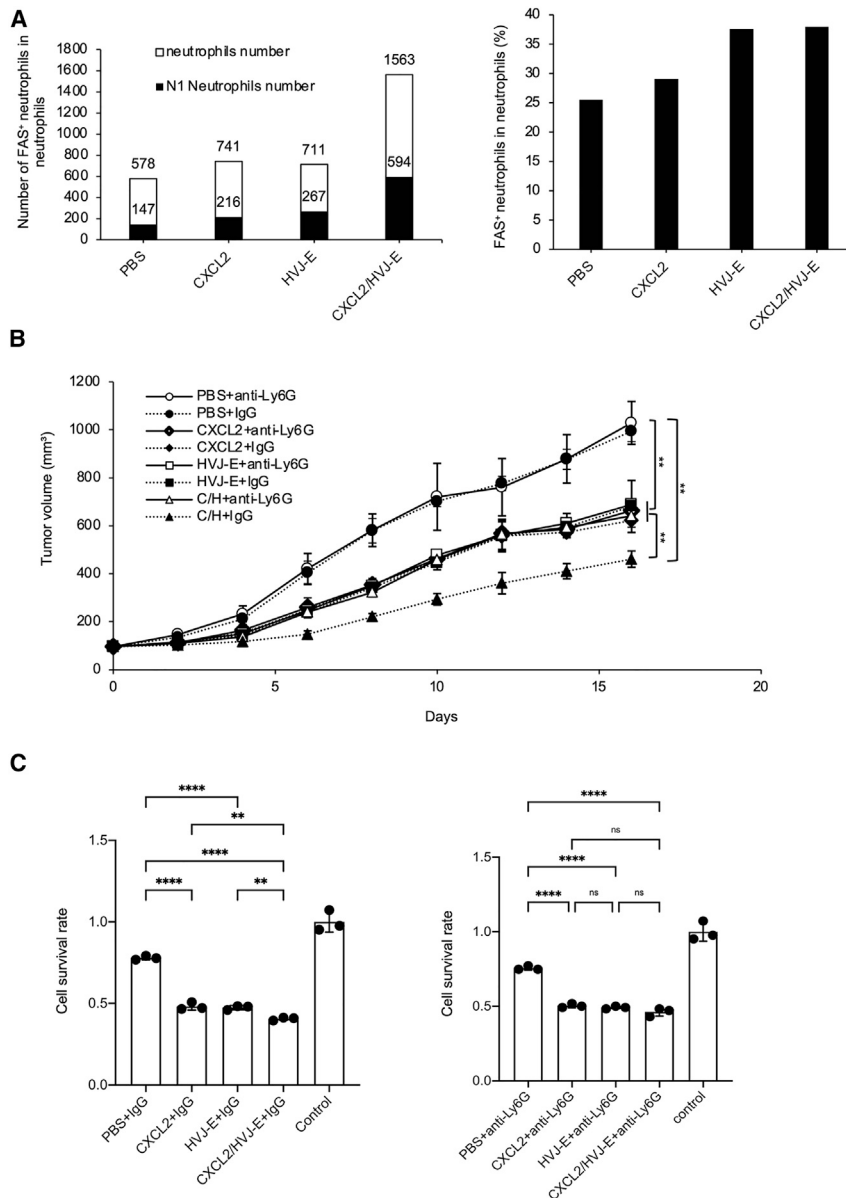 A
Number of FAS⁺ neutrophils in
neutrophils
1800
1600
1400
1200
1000
800
600
400
200
0
neutrophils number
N1 Neutrophils number
578
147
741
216
711
267
1563
594
PBS
CXCL2
HVJ-E
CXCL2/HVJ-E
FAS⁺ neutrophils in neutrophils (%)
40
35
30
25
20
15
10
5
0
PBS
CXCL2
HVJ-E
CXCL2/HVJ-E
B
Tumor volume (mm³)
1200
1000
800
600
400
200
0
PBS+anti-Ly6G
PBS+IgG
CXCL2+anti-Ly6G
CXCL2+IgG
HVJ-E+anti-Ly6G
HVJ-E+IgG
C/H+anti-Ly6G
C/H+IgG
**
**
**
0
5
10
15
20
Days
C
Cell survival rate
1.5
1.0
0.5
0.0
****
**
****
****
**
PBS+IgG
CXCL2+IgG
HVJ-E+IgG
CXCL2/HVJ-E+IgG
Control
Cell survival rate
1.5
1.0
0.5
0.0
****
ns
****
****
ns
ns
PBS+anti-Ly6G
CXCL2+anti-Ly6G
HVJ-E+anti-Ly6G
CXCL2/HVJ-E+anti-Ly6G
control